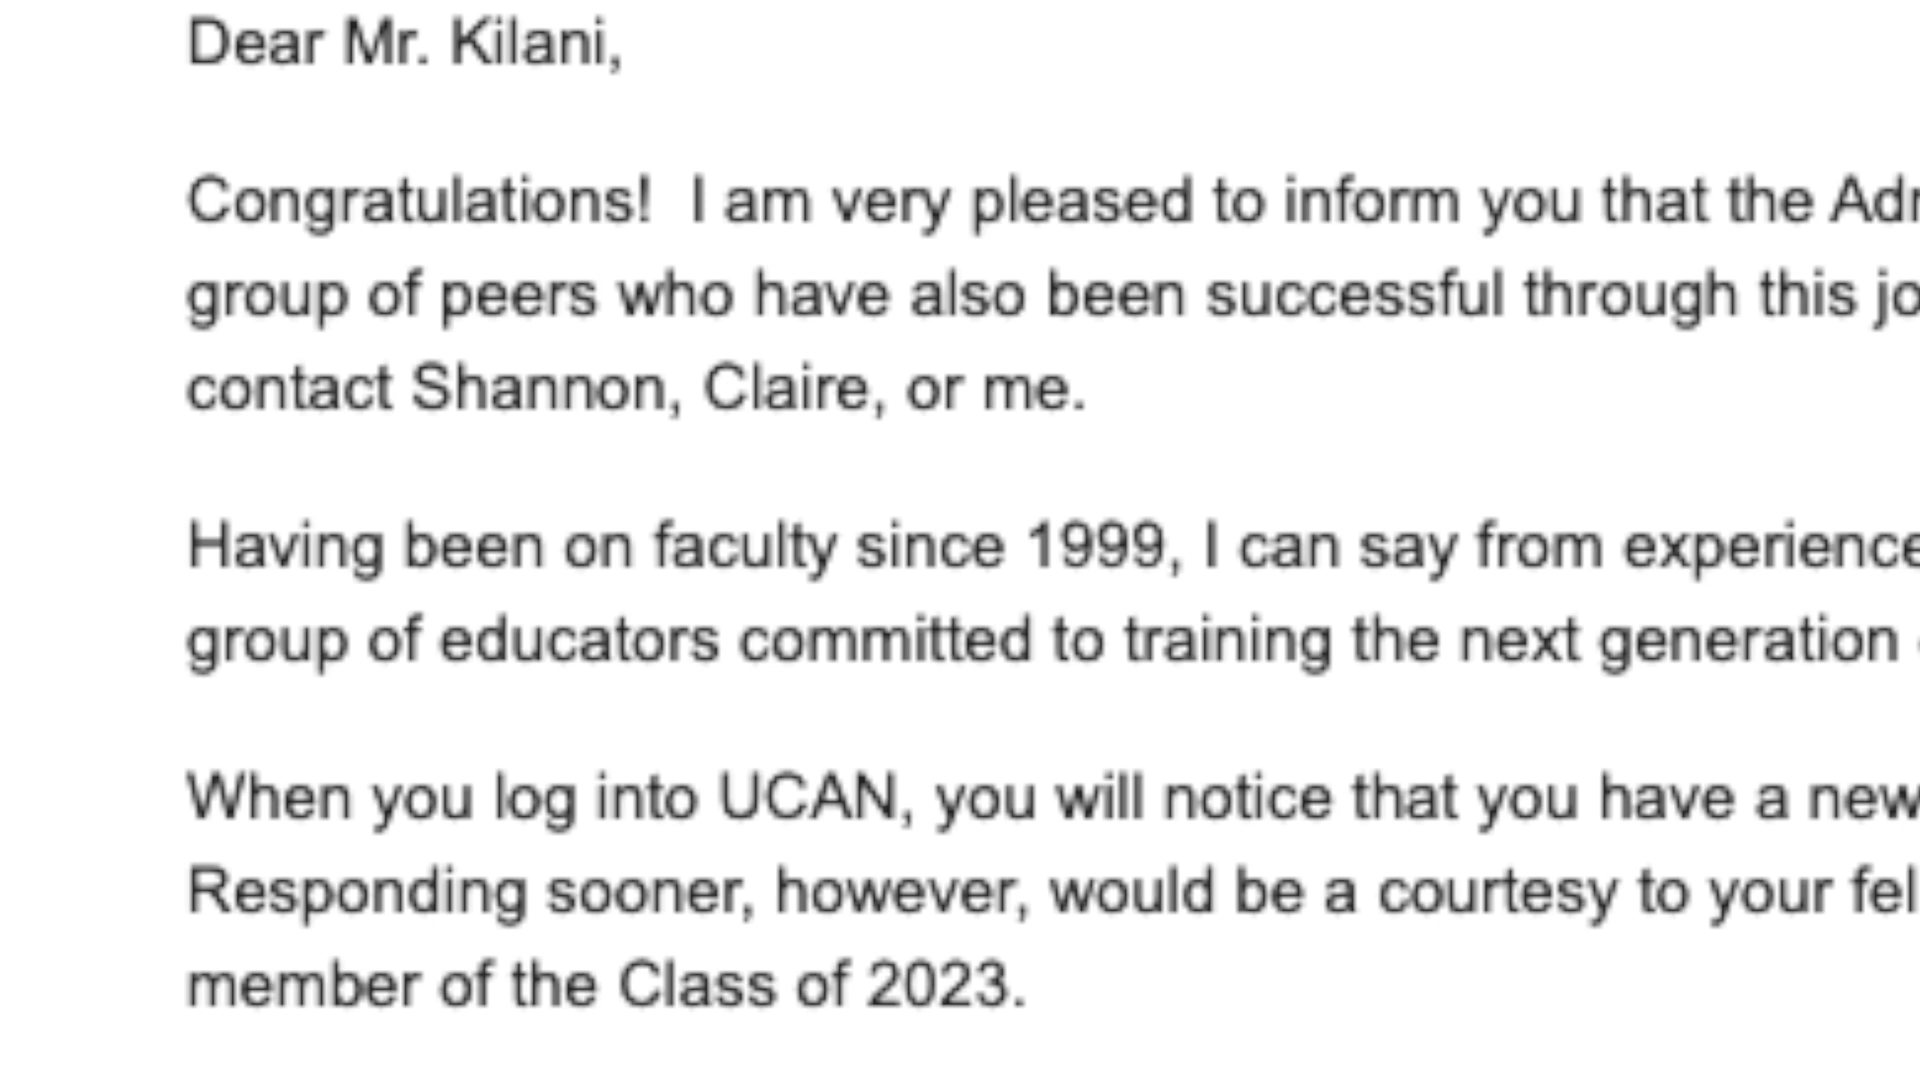 Dear Mr. Kilani,
Congratulations!  I am very pleased to inform you that the
group of peers who have also been successful through this
contact Shannon, Claire, or me.
Having been on faculty since 1999, I can say from experience
group of educators committed to training the next generation
When you log into UCAN, you will notice that you have a new
Responding sooner, however, would be a courtesy to your
member of the Class of 2023.